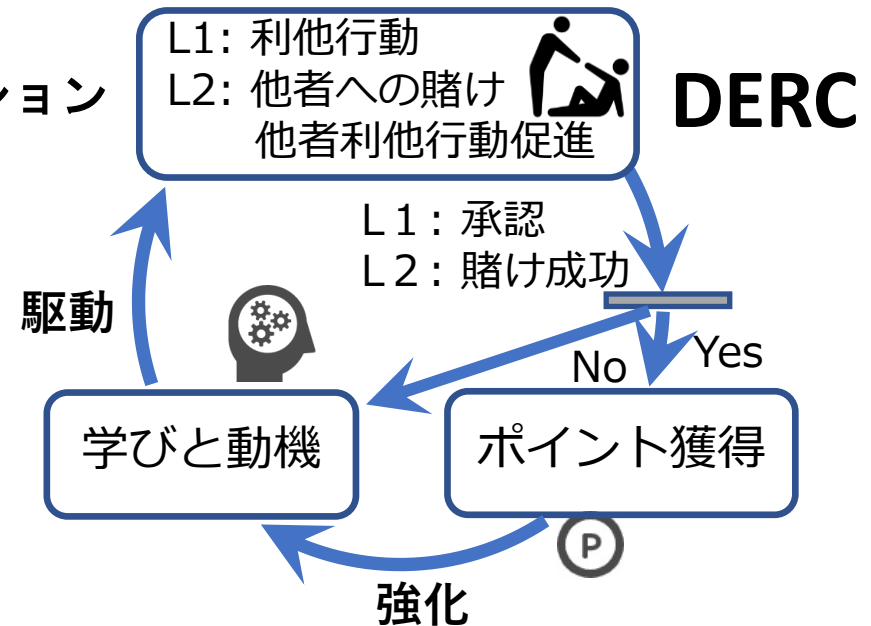 L1: 利他行動
L2: 他者への賭け
他者利他行動促進
ション
DERC
L１: 承認
L２: 賭け成功
駆動
No
Yes
学びと動機
ポイント獲得
P
強化